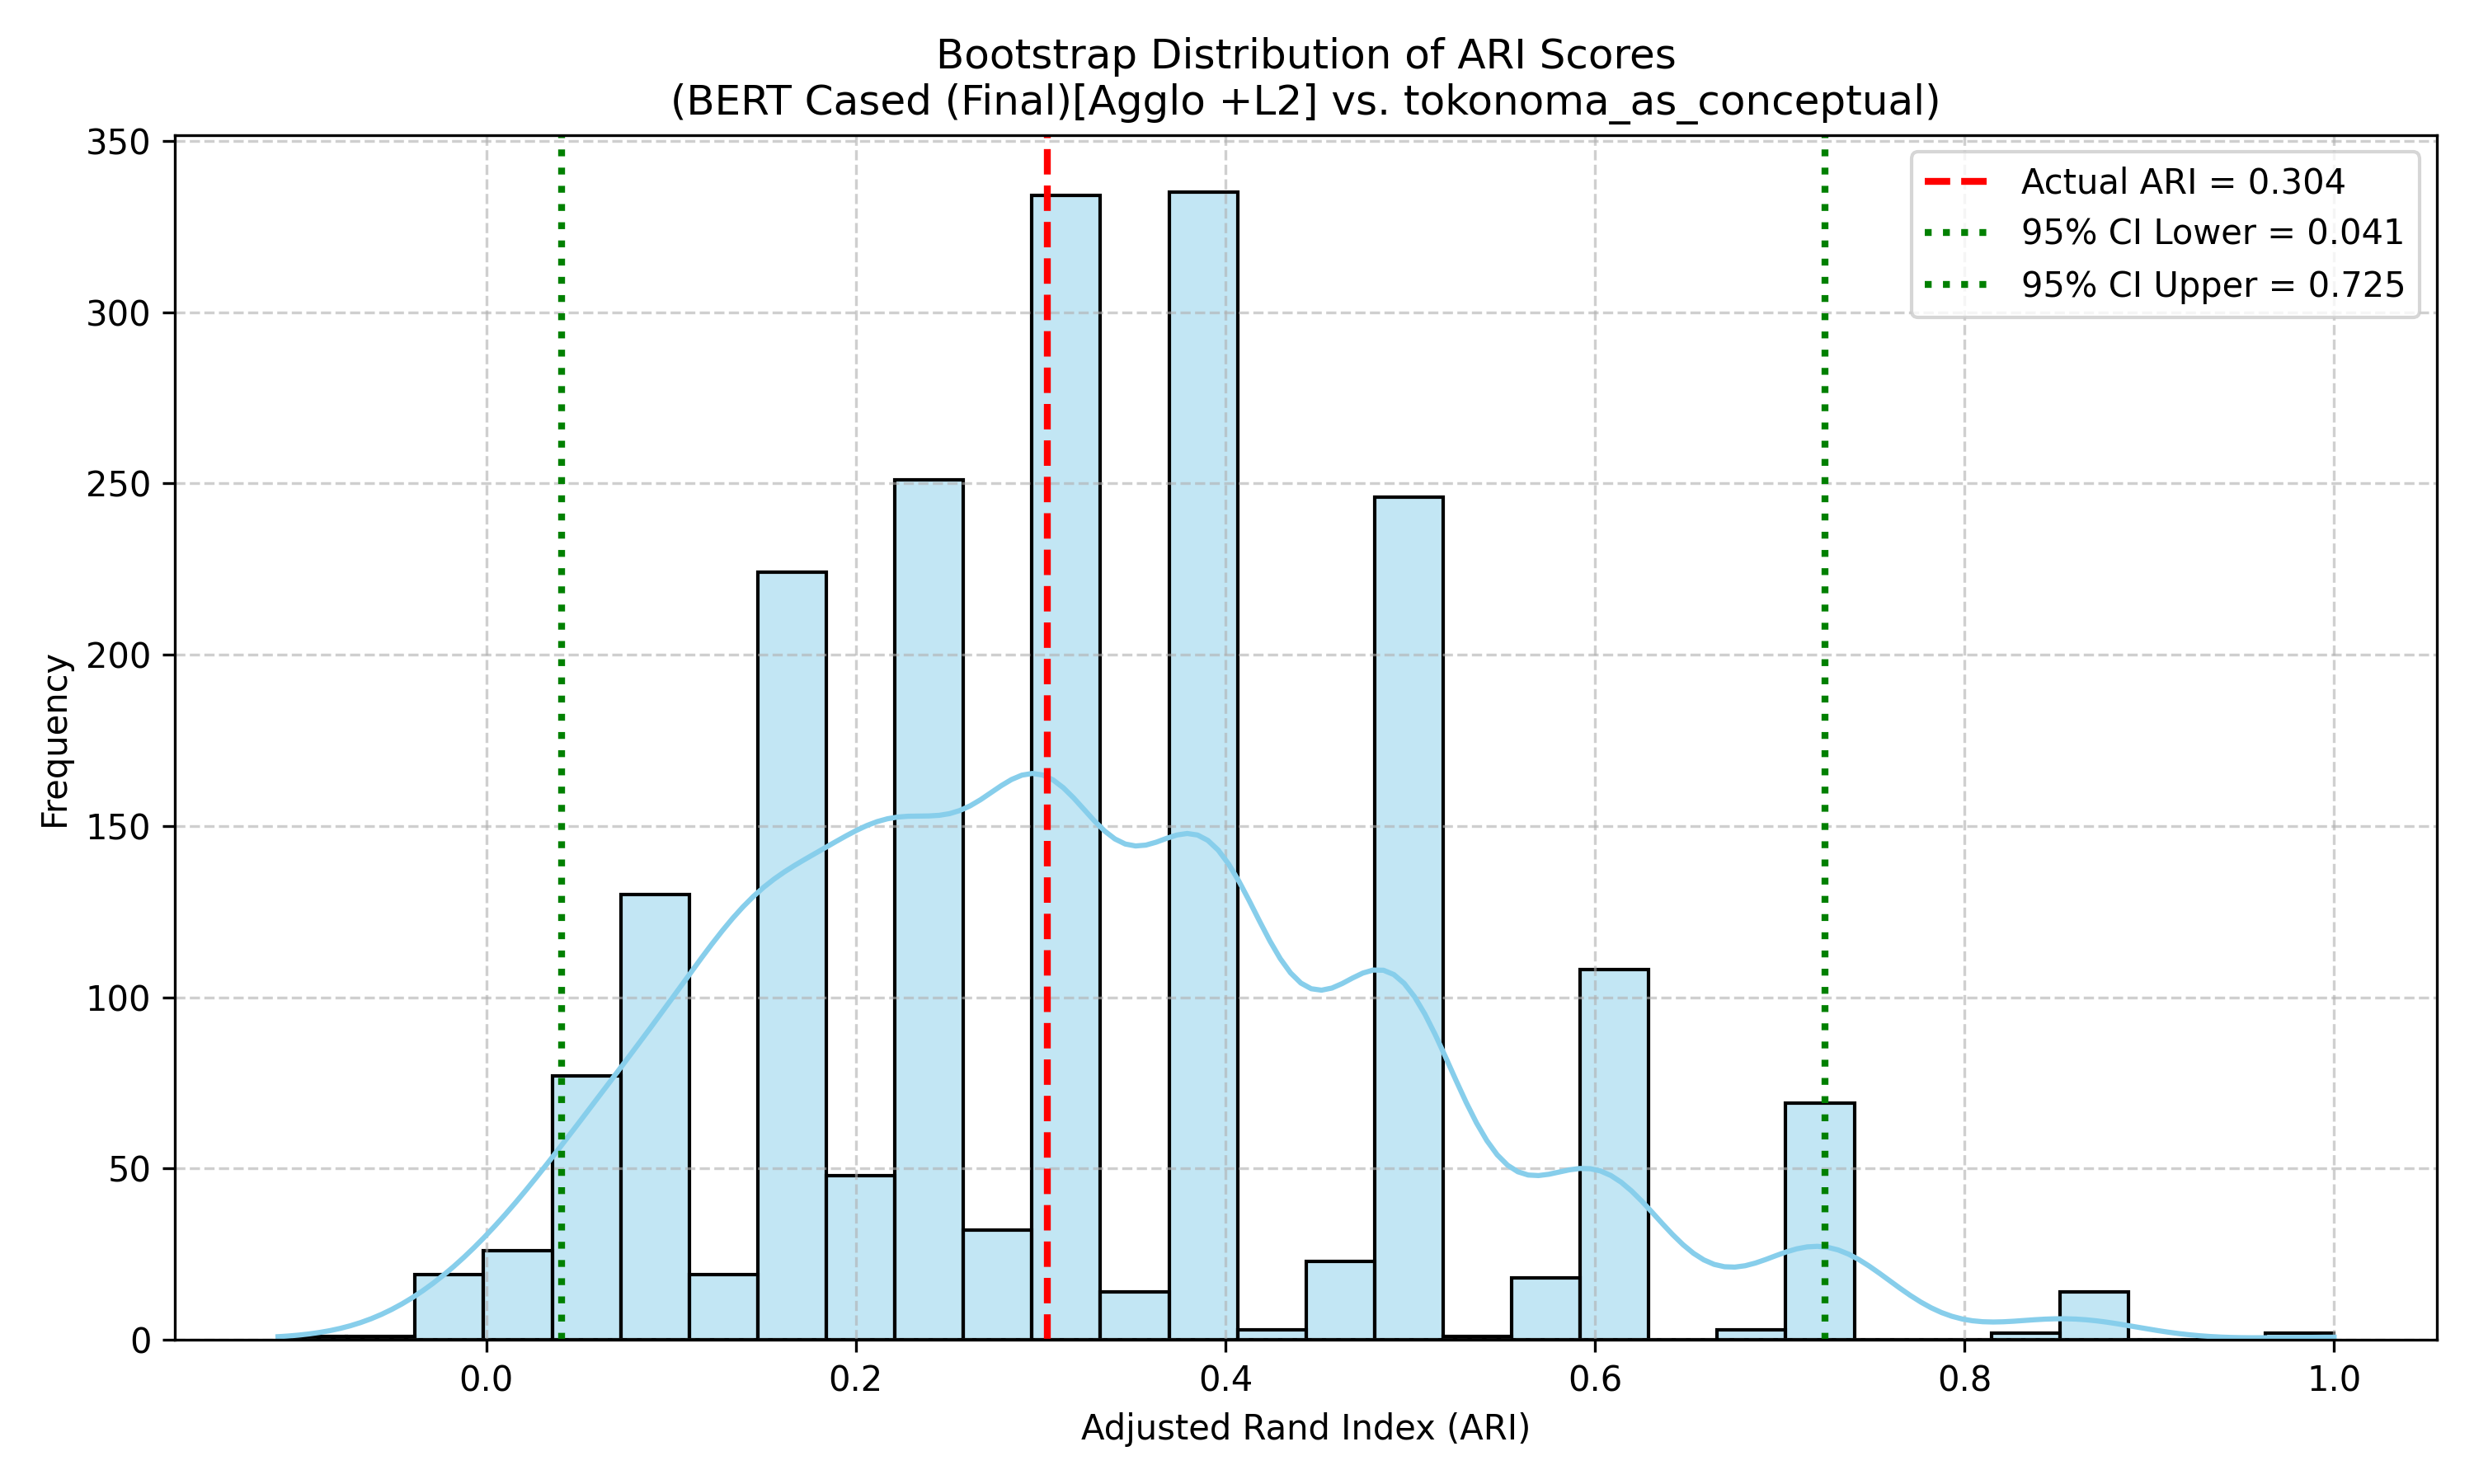 Bootstrap Distribution of ARI Scores
(BERT Cased (Final)[Agglo +L2] vs. tokonoma_as_conceptual)
Actual ARI = 0.304
95% CI Lower = 0.041
95% CI Upper = 0.725
Frequency
350
300
250
200
150
100
50
0
0.0 0.2 0.4 0.6 0.8 1.0
Adjusted Rand Index (ARI)